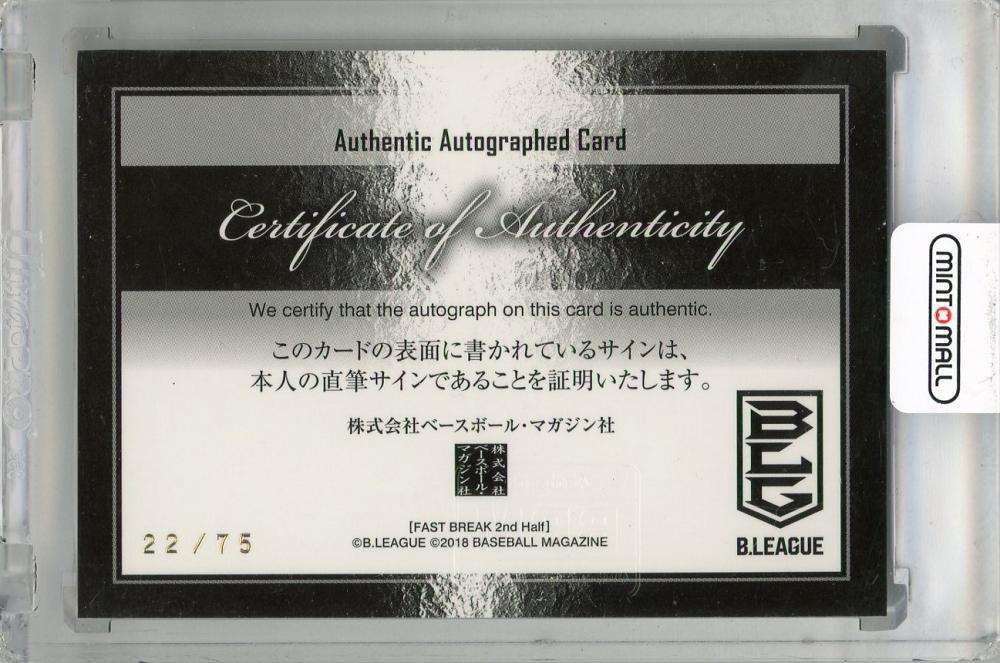 Authentic Autographed Card
Certificate of Authenticity
We certify that the autograph on this card is authentic.
このカードの表面に書かれているサインは、
本人の直筆サインであることを証明いたします。
株式会社ベースボール・マガジン社
株式会社
ベースボール・
マガジン社
[FAST BREAK 2nd Half]
©B.LEAGUE ©2018 BASEBALL MAGAZINE
22/75
BLG
B.LEAGUE
MINT MALL